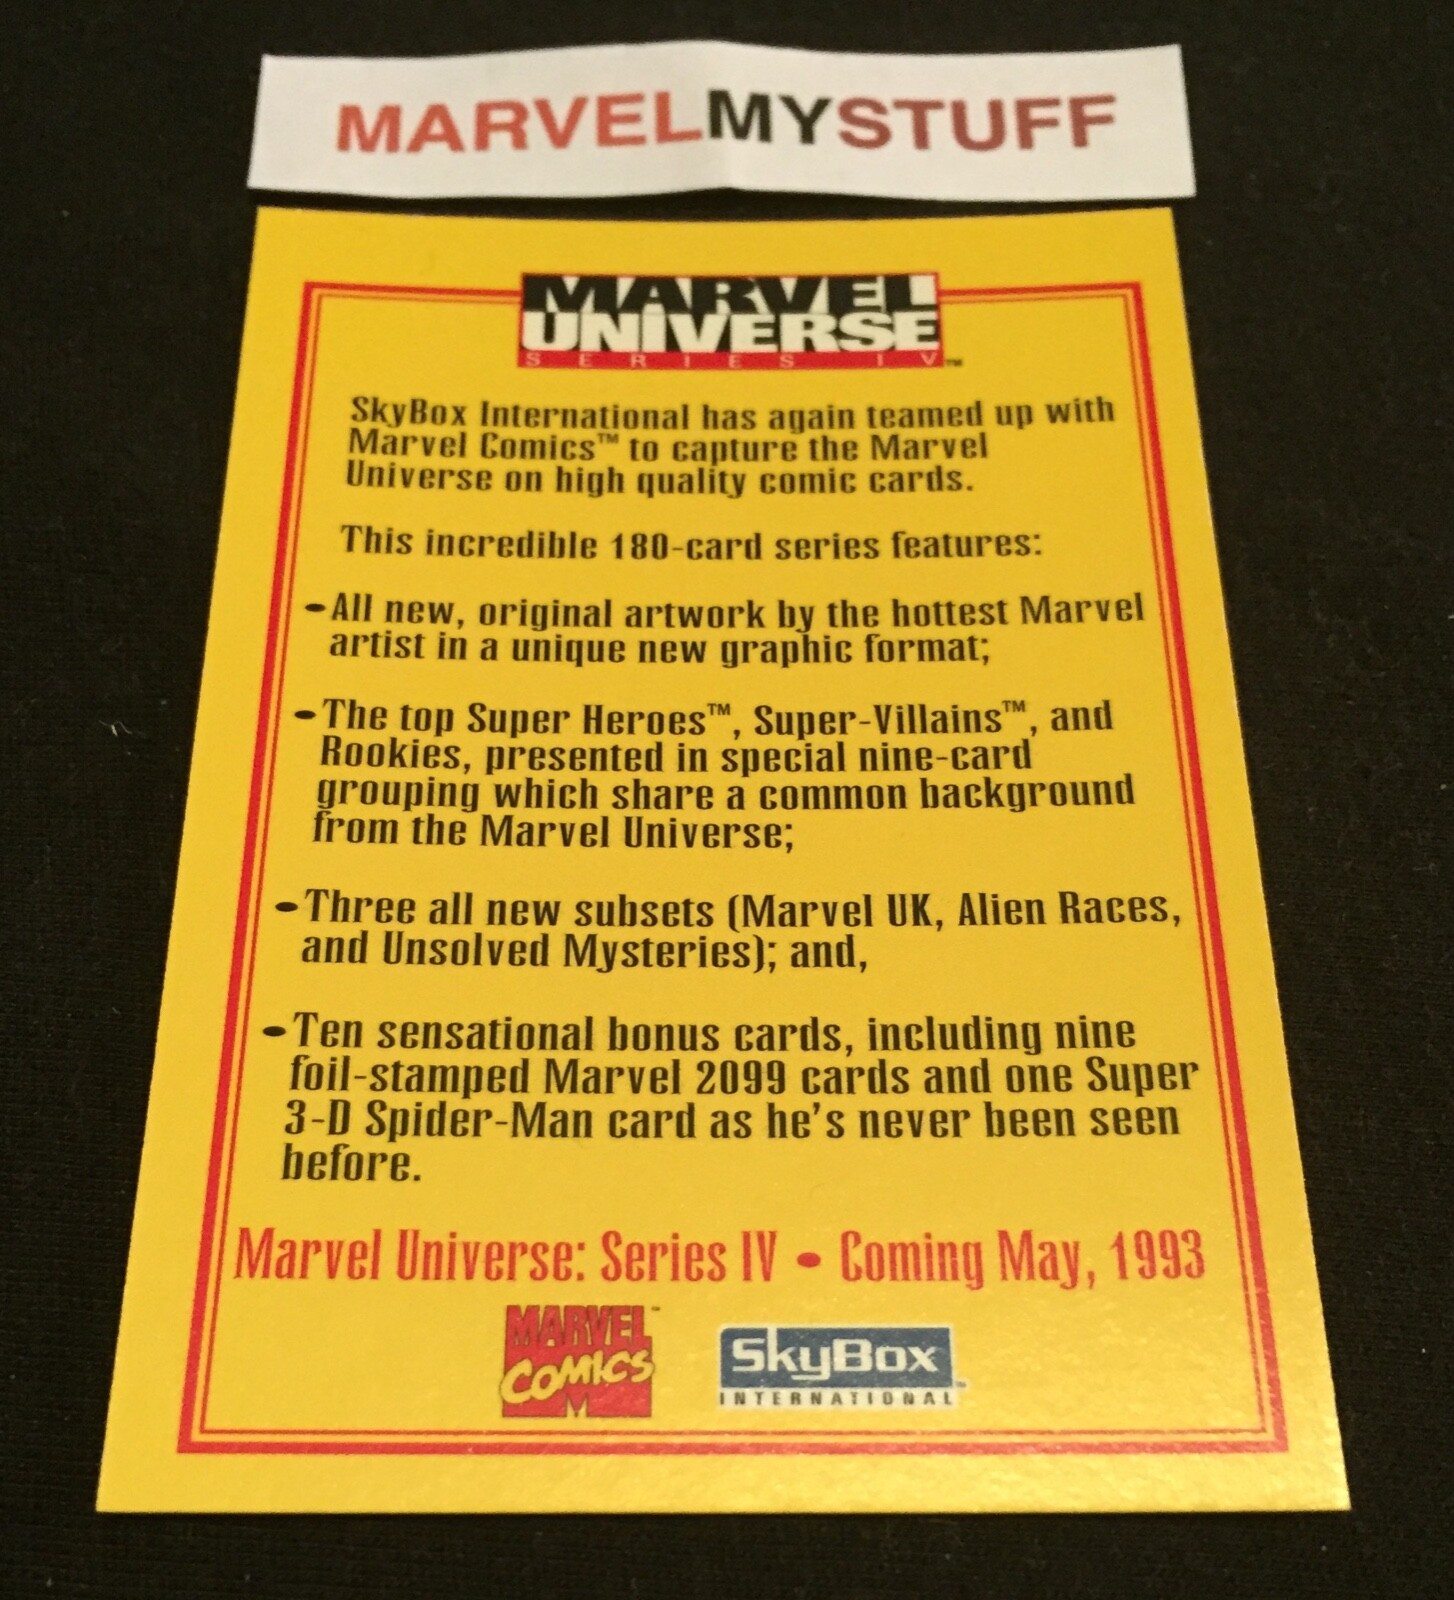 MARVELMYSTUFF
MARVEL
UNIVERSE
SERIES IV™
SkyBox International has again teamed up with
Marvel Comics™ to capture the Marvel
Universe on high quality comic cards.
This incredible 180-card series features:
•All new, original artwork by the hottest Marvel
artist in a unique new graphic format;
•The top Super Heroes™, Super-Villains™, and
Rookies, presented in special nine-card
grouping which share a common background
from the Marvel Universe;
•Three all new subsets (Marvel UK, Alien Races,
and Unsolved Mysteries); and,
•Ten sensational bonus cards, including nine
foil-stamped Marvel 2099 cards and one Super
3-D Spider-Man card as he's never been seen
before.
Marvel Universe: Series IV • Coming May, 1993
MARVEL™
COMICS
SkyBox™
INTERNATIONAL